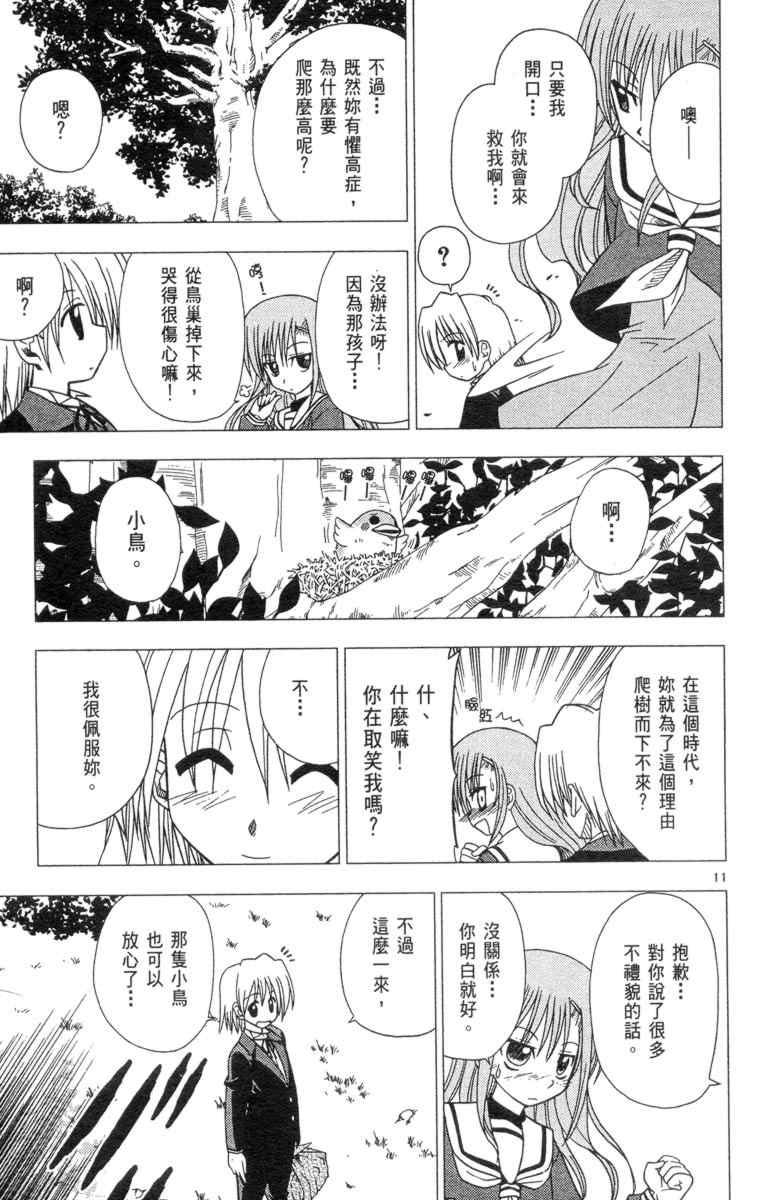 噢——
只要我
開口…
你就會來
救我啊…
？
不過…
既然妳有懼高症，
為什麼要
爬那麼高呢？
嗯？
沒辦法呀！
因為那孩子…
從鳥巢掉下來，
哭得很傷心嘛！
啊？
啊…
小鳥。
在這個時代，
妳就為了這個理由
爬樹而下不來？
什、
什麼嘛！
你在取笑我嗎？
不…
我很佩服妳。
11
抱歉…
對你說了很多
不禮貌的話。
沒關係…
你明白就好。
不過
這麼一來，
那隻小鳥
也可以
放心了…